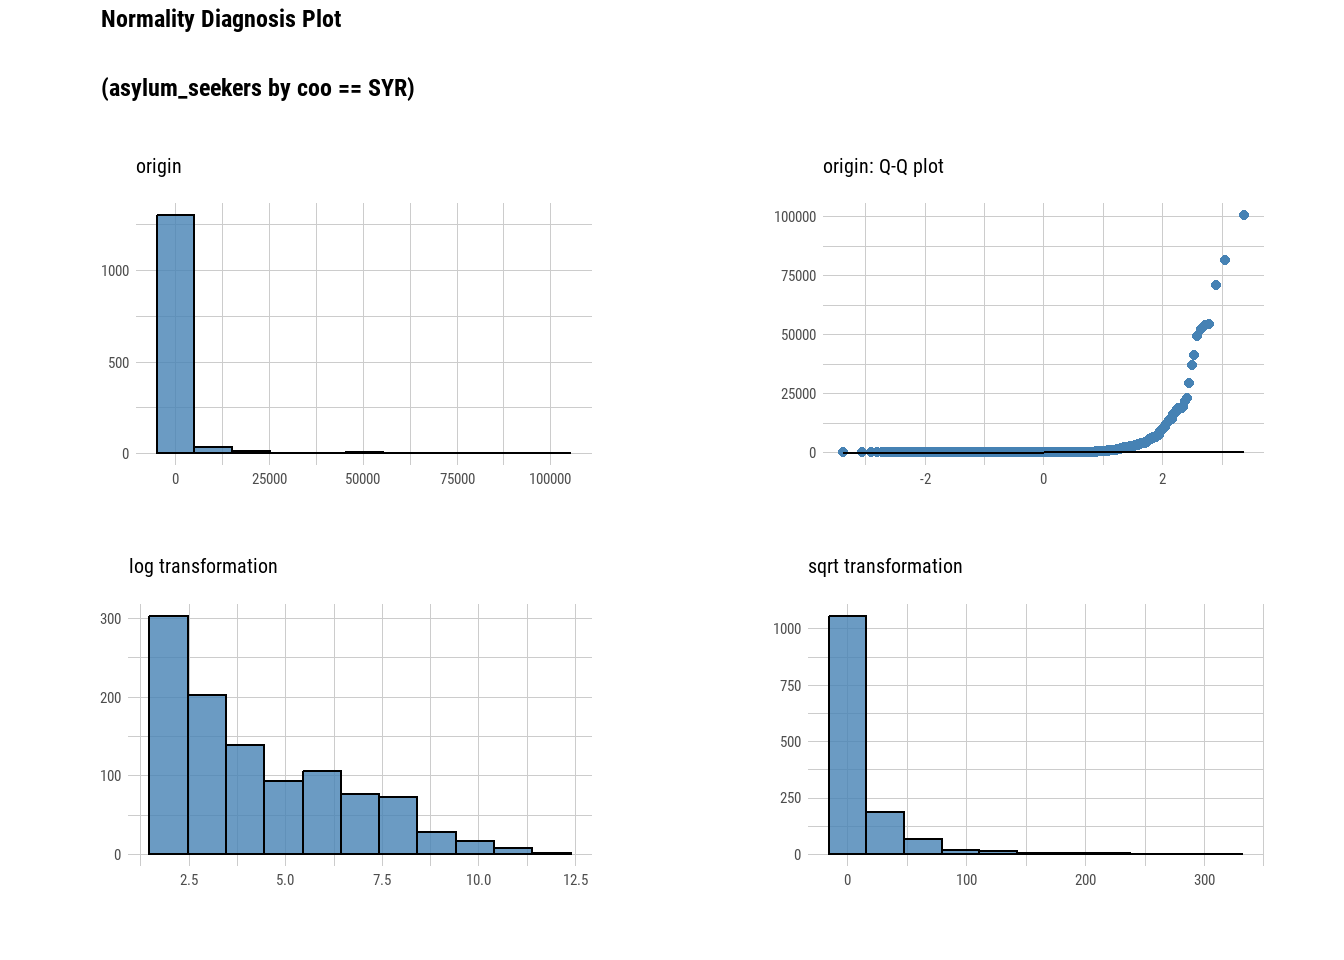 Normality Diagnosis Plot
(asylum_seekers by coo == SYR)
origin
1000
500
0
0 25000 50000 75000 100000
origin: Q-Q plot
100000
75000
50000
25000
0
-2 0 2
log transformation
300
200
100
0
2.5 5.0 7.5 10.0 12.5
sqrt transformation
1000
750
500
250
0
0 100 200 300